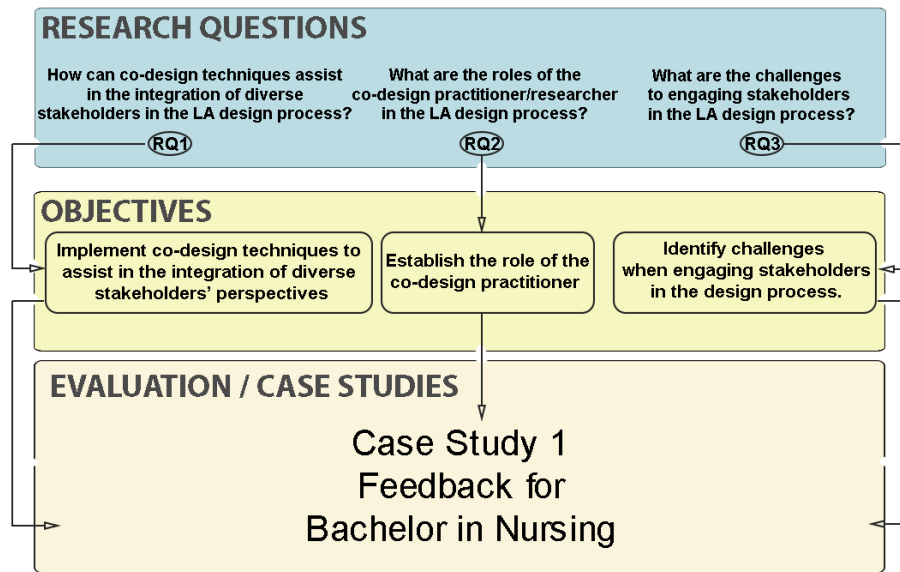 RESEARCH QUESTIONS
How can co-design techniques assist
in the integration of diverse
stakeholders in the LA design process?
RQ1
What are the roles of the
co-design practitioner/researcher
in the LA design process?
RQ2
What are the challenges
to engaging stakeholders
in the LA design process?
RQ3
OBJECTIVES
Implement co-design techniques to
assist in the integration of diverse
stakeholders' perspectives
Establish the role of the
co-design practitioner
Identify challenges
when engaging stakeholders
in the design process.
EVALUATION / CASE STUDIES
Case Study 1
Feedback for
Bachelor in Nursing